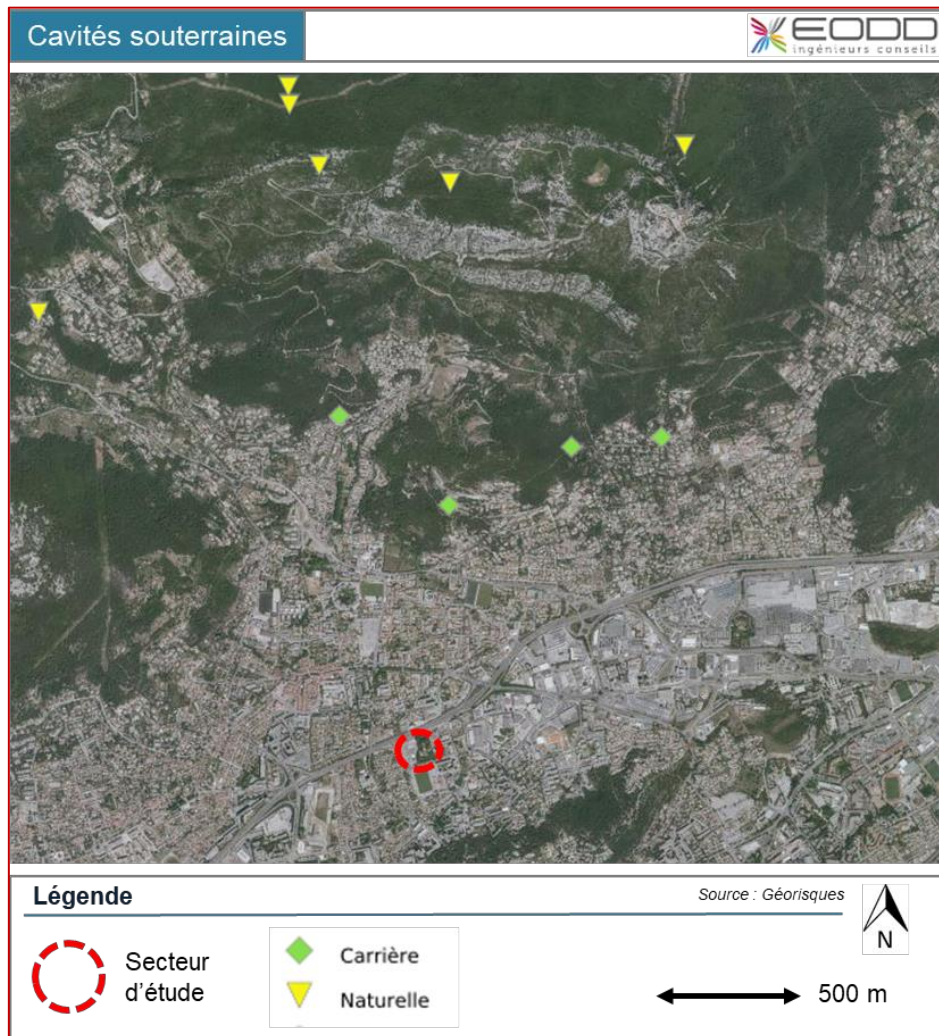 Cavités souterraines
EODD
ingénieurs conseils
Légende
Source : Géorisques
N
Secteur
d'étude
Carrière
Naturelle
500 m